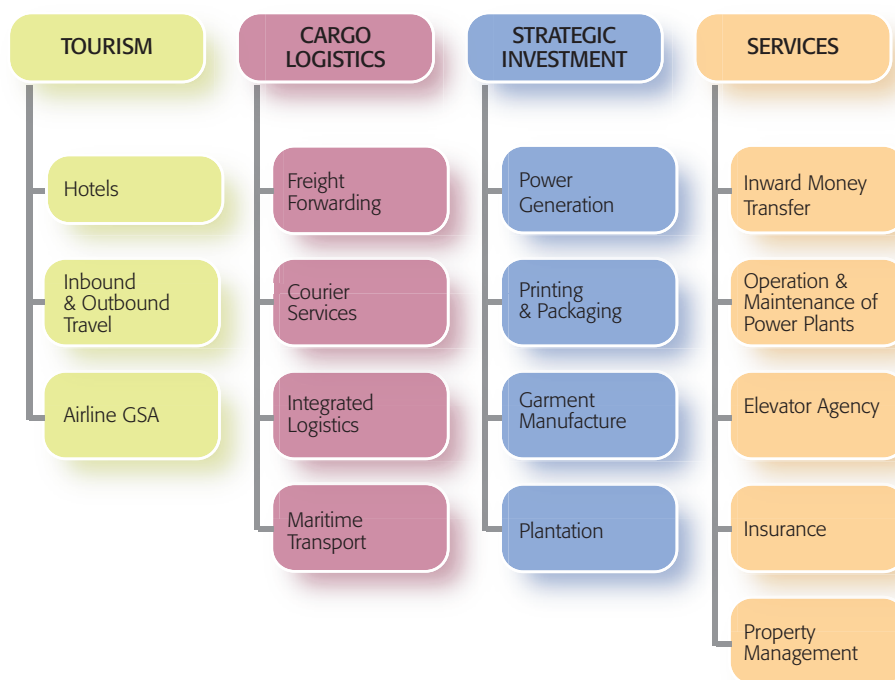 TOURISM
Hotels
Inbound
& Outbound
Travel
Airline GSA
CARGO
LOGISTICS
Freight
Forwarding
Courier
Services
Integrated
Logistics
Maritime
Transport
STRATEGIC
INVESTMENT
Power
Generation
Printing
& Packaging
Garment
Manufacture
Plantation
SERVICES
Inward Money
Transfer
Operation &
Maintenance of
Power Plants
Elevator Agency
Insurance
Property
Management